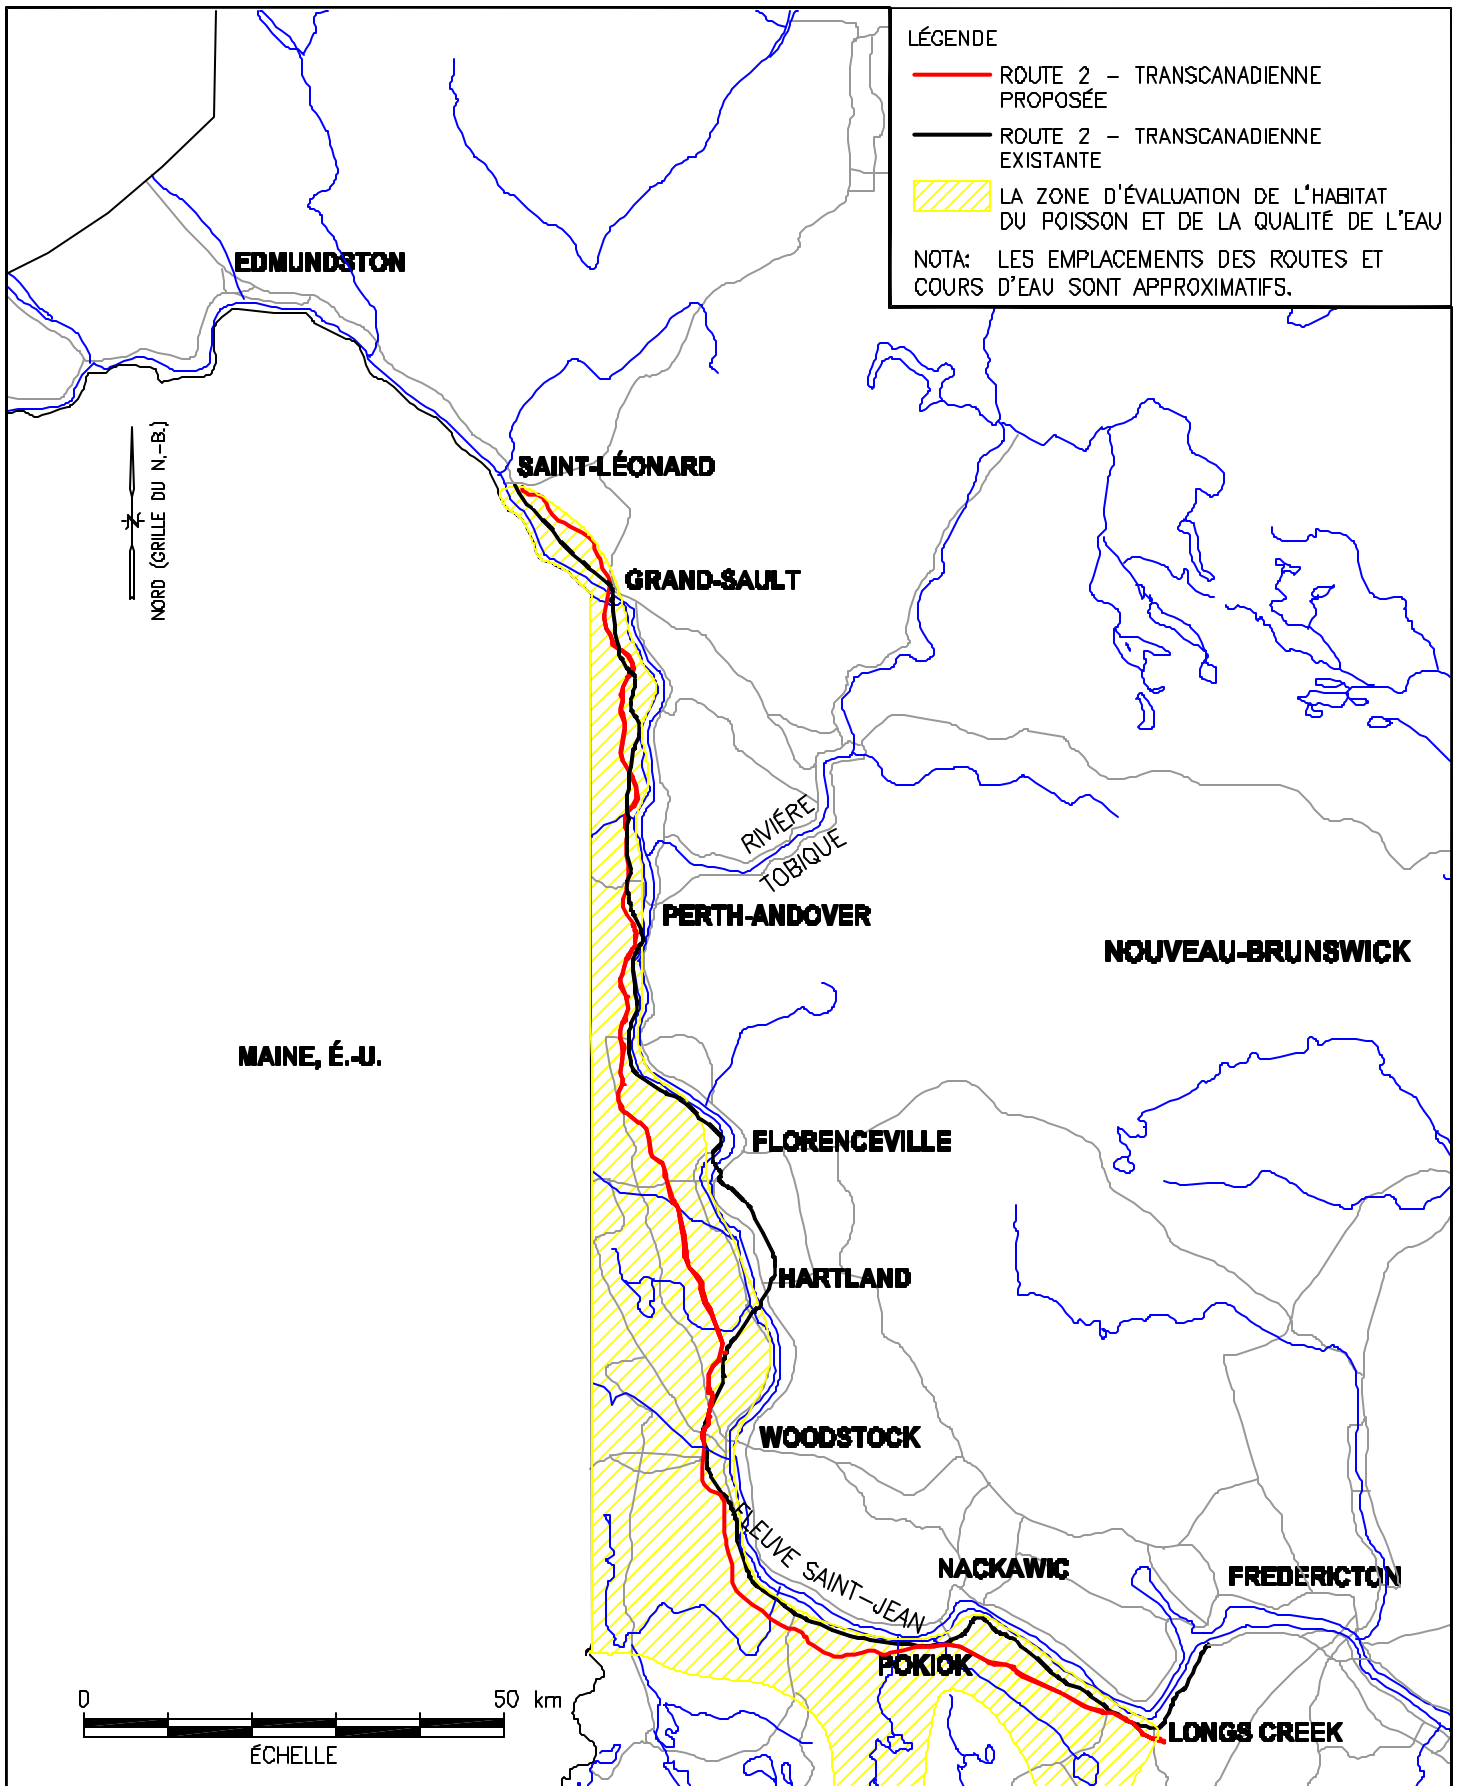 LÉGENDE
ROUTE 2 – TRANSCANADIENNE
PROPOSÉE
ROUTE 2 – TRANSCANADIENNE
EXISTANTE
LA ZONE D'ÉVALUATION DE L'HABITAT
DU POISSON ET DE LA QUALITÉ DE L'EAU
NOTA: LES EMPLACEMENTS DES ROUTES ET
COURS D'EAU SONT APPROXIMATIFS.
EDMUNDSTON
NORD (GRILLE DU N.-B.)
N
SAINT-LÉONARD
GRAND-SAULT
RIVIÉRE
TOBIQUE
PERTH-ANDOVER
NOUVEAU-BRUNSWICK
MAINE, É.-U.
FLORENCEVILLE
HARTLAND
WOODSTOCK
FLEUVE SAINT-JEAN
NACKAWIC
FREDERICTON
POKIOK
LONGS CREEK
0
50 km
ÉCHELLE